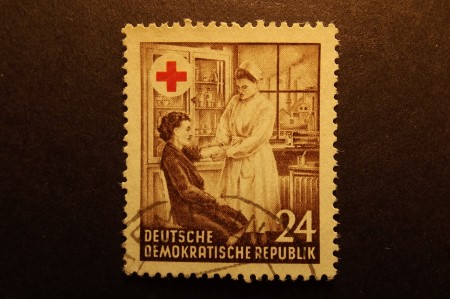 24
DEUTSCHE
DEMOKRATISCHE REPUBLIK